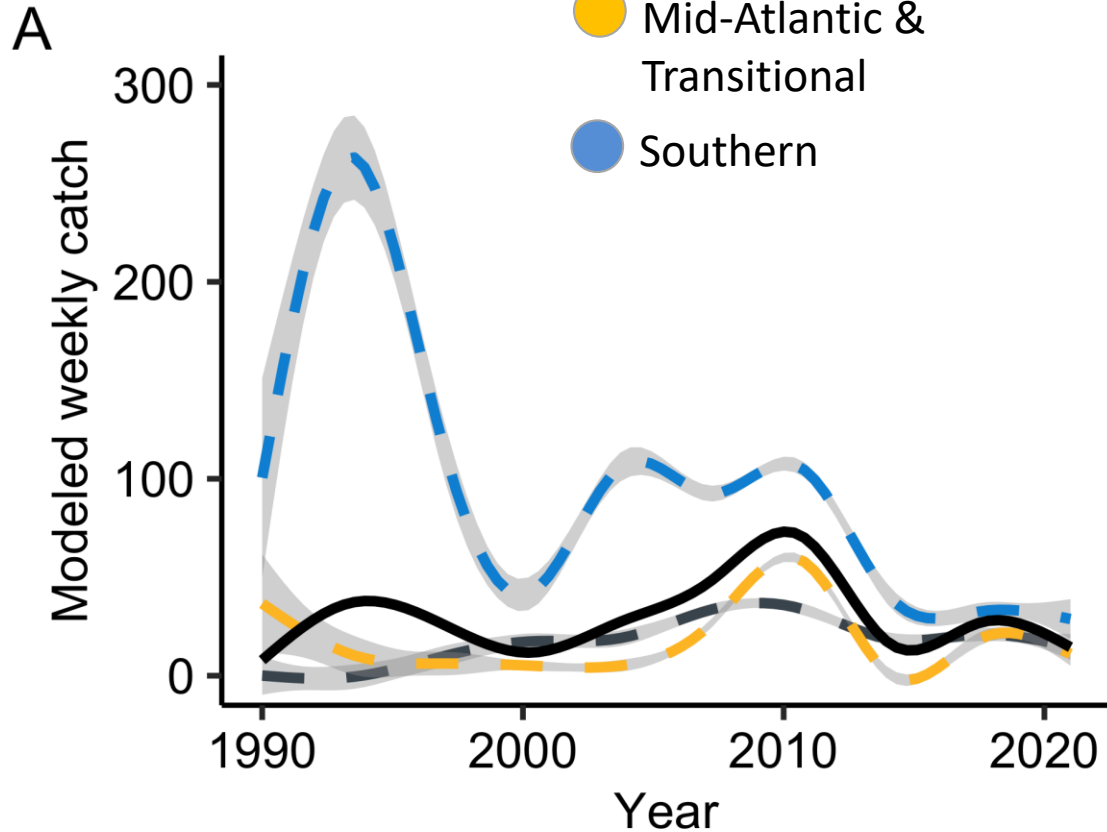 A
Mid-Atlantic &
Transitional
Southern
300
200
100
0
Modeled weekly catch
1990
2000
2010
2020
Year